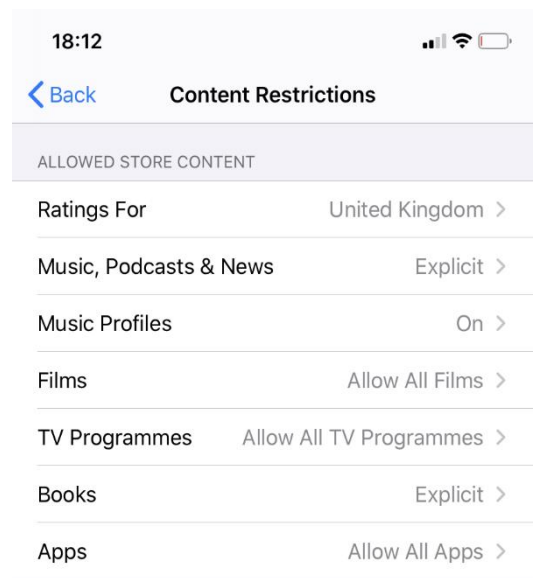 18:12
Back Content Restrictions
ALLOWED STORE CONTENT
Ratings For United Kingdom
Music, Podcasts & News Explicit
Music Profiles On
Films Allow All Films
TV Programmes Allow All TV Programmes
Books Explicit
Apps Allow All Apps